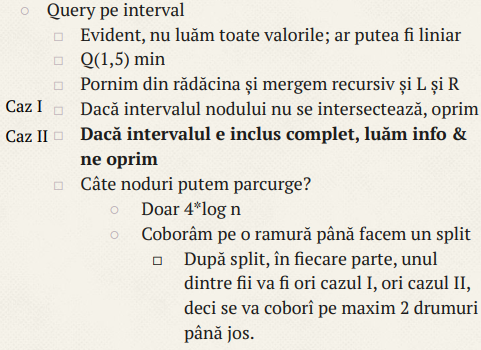 Query pe interval
Evident, nu luăm toate valorile; ar putea fi liniar
Q(1,5) min
Pornim din rădăcina și mergem recursiv și L și R
Caz I Dacă intervalul nodului nu se intersectează, oprim
Caz II Dacă intervalul e inclus complet, luăm info &
ne oprim
Câte noduri putem parcurge?
Doar 4*log n
Coborâm pe o ramură până facem un split
După split, în fiecare parte, unul
dintre fii va fi ori cazul I, ori cazul II,
deci se va coborî pe maxim 2 drumuri
până jos.